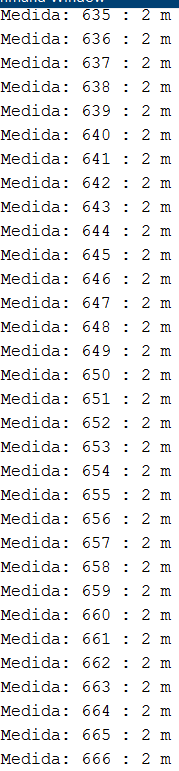 Medida: 635 : 2 m
Medida: 636 : 2 m
Medida: 637 : 2 m
Medida: 638 : 2 m
Medida: 639 : 2 m
Medida: 640 : 2 m
Medida: 641 : 2 m
Medida: 642 : 2 m
Medida: 643 : 2 m
Medida: 644 : 2 m
Medida: 645 : 2 m
Medida: 646 : 2 m
Medida: 647 : 2 m
Medida: 648 : 2 m
Medida: 649 : 2 m
Medida: 650 : 2 m
Medida: 651 : 2 m
Medida: 652 : 2 m
Medida: 653 : 2 m
Medida: 654 : 2 m
Medida: 655 : 2 m
Medida: 656 : 2 m
Medida: 657 : 2 m
Medida: 658 : 2 m
Medida: 659 : 2 m
Medida: 660 : 2 m
Medida: 661 : 2 m
Medida: 662 : 2 m
Medida: 663 : 2 m
Medida: 664 : 2 m
Medida: 665 : 2 m
Medida: 666 : 2 m